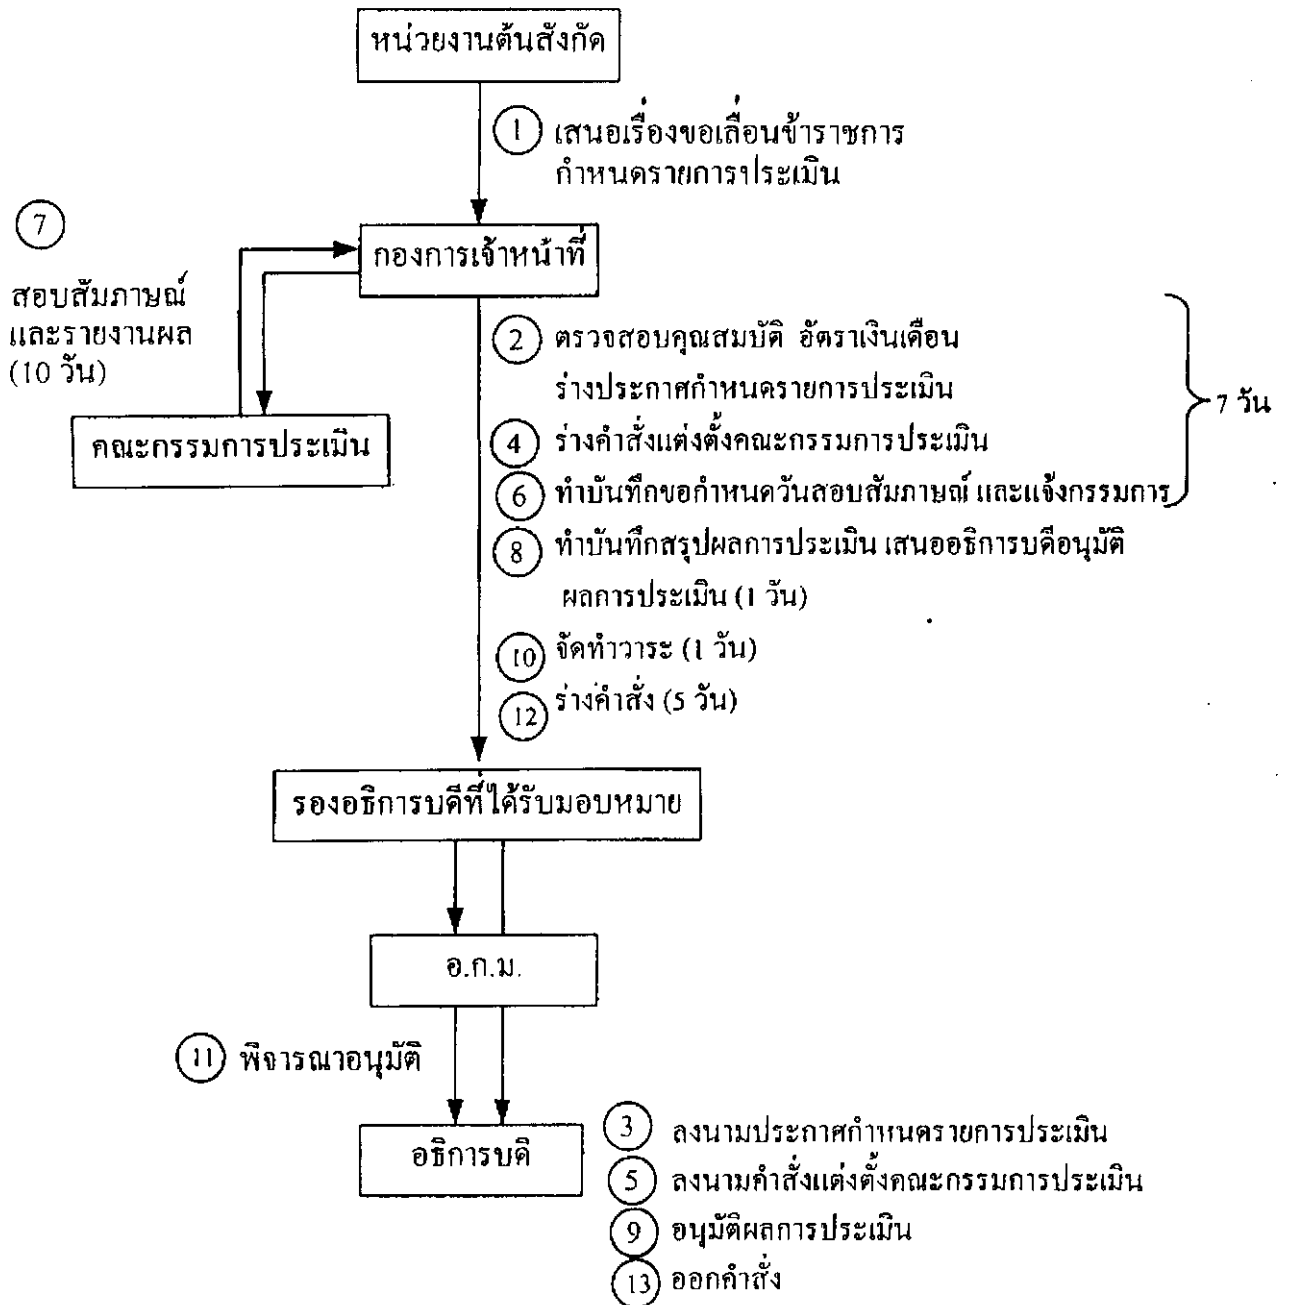 หน่วยงานต้นสังกัด
1 เสนอเรื่องขอเลื่อนข้าราชการ
กำหนดรายการประเมิน
7
สอบสัมภาษณ์
และรายงานผล
(10 วัน)
กองการเจ้าหน้าที่
คณะกรรมการประเมิน
2 ตรวจสอบคุณสมบัติ อัตราเงินเดือน
ร่างประกาศกำหนดรายการประเมิน
4 ร่างคำสั่งแต่งตั้งคณะกรรมการประเมิน
6 ทำบันทึกขอกำหนดวันสอบสัมภาษณ์ และแจ้งกรรมการ
7 วัน
8 ทำบันทึกสรุปผลการประเมิน เสนออธิการบดีอนุมัติ
ผลการประเมิน (1 วัน)
10 จัดทำวาระ (1 วัน)
12 ร่างคำสั่ง (5 วัน)
รองอธิการบดีที่ได้รับมอบหมาย
อ.ก.ม.
11 พิจารณาอนุมัติ
อธิการบดี
3 ลงนามประกาศกำหนดรายการประเมิน
5 ลงนามคำสั่งแต่งตั้งคณะกรรมการประเมิน
9 อนุมัติผลการประเมิน
13 ออกคำสั่ง